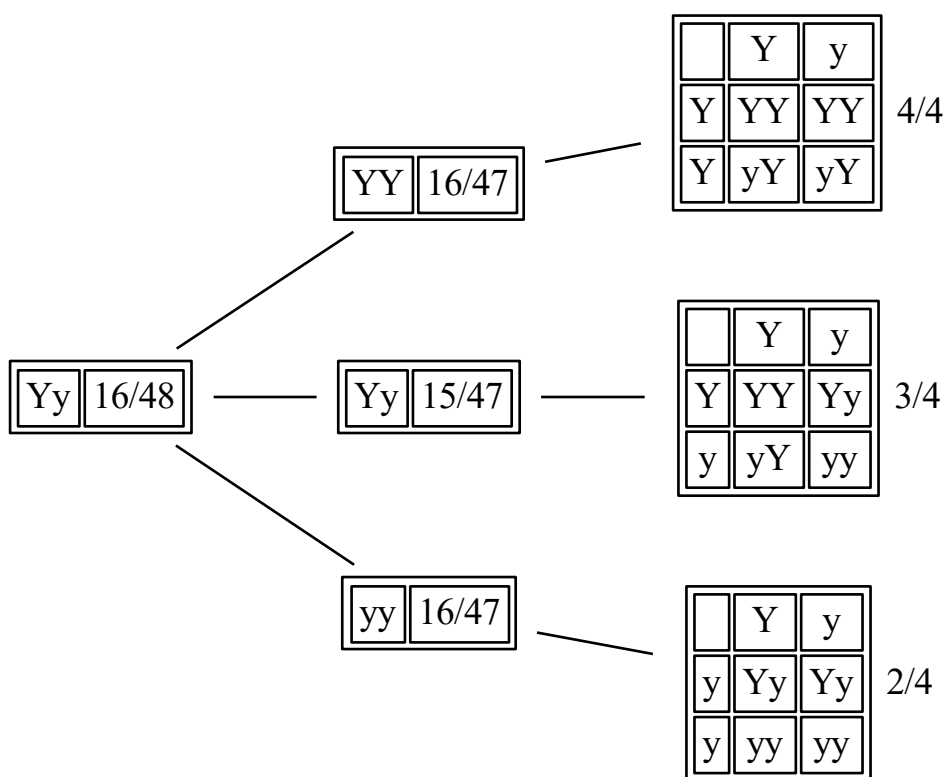 Y y
Y YY YY 4/4
Y yY yY
YY 16/47
Y y
Yy 16/48
Yy 15/47
Y YY Yy 3/4
y yY yy
yy 16/47
Y y
y Yy Yy 2/4
y yy yy